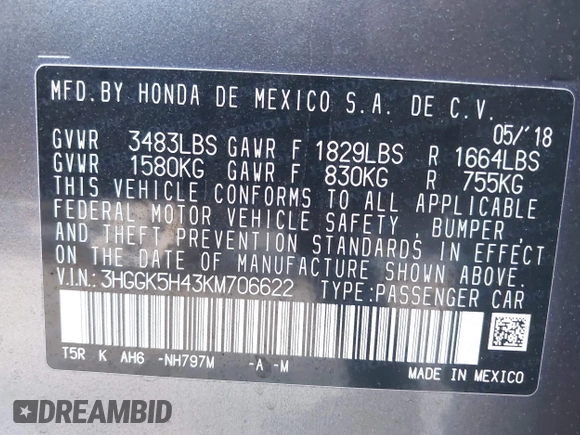 MFD. BY HONDA DE MEXICO S.A. DE C.V.
05/'18
GVWR 3483LBS GAWR F 1829LBS R 1664LBS
GVWR 1580KG GAWR F 830KG R 755KG
THIS VEHICLE CONFORMS TO ALL APPLICABLE
FEDERAL MOTOR VEHICLE SAFETY , BUMPER ,
AND THEFT PREVENTION STANDARDS IN EFFECT
ON THE DATE OF MANUFACTURE SHOWN ABOVE.
V.I.N.: 3HGGK5H43KM706622 TYPE:PASSENGER CAR
T5R K AH6 -NH797M -A -M
MADE IN MEXICO
DREAMBID